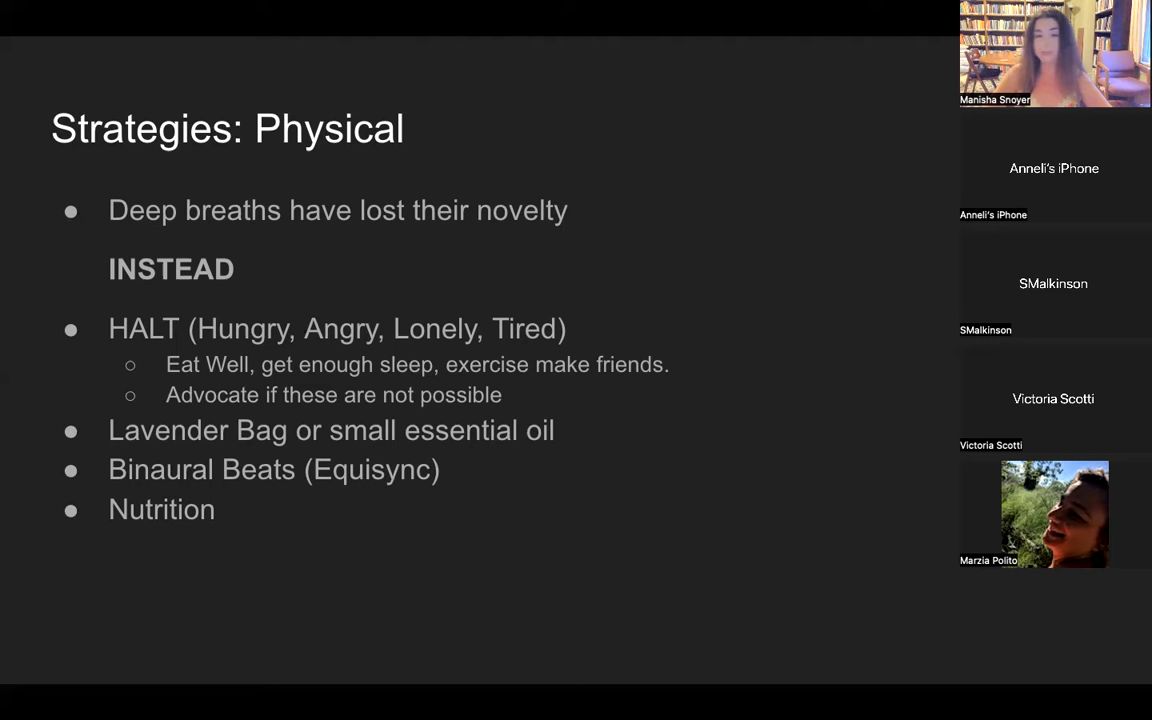 Strategies: Physical
● Deep breaths have lost their novelty
INSTEAD
● HALT (Hungry, Angry, Lonely, Tired)
○ Eat Well, get enough sleep, exercise make friends.
○ Advocate if these are not possible
● Lavender Bag or small essential oil
● Binaural Beats (Equisync)
● Nutrition
Manisha Snoyer
Anneli's iPhone
Anneli's iPhone
SMalkinson
SMalkinson
Victoria Scotti
Victoria Scotti
Marzia Polito